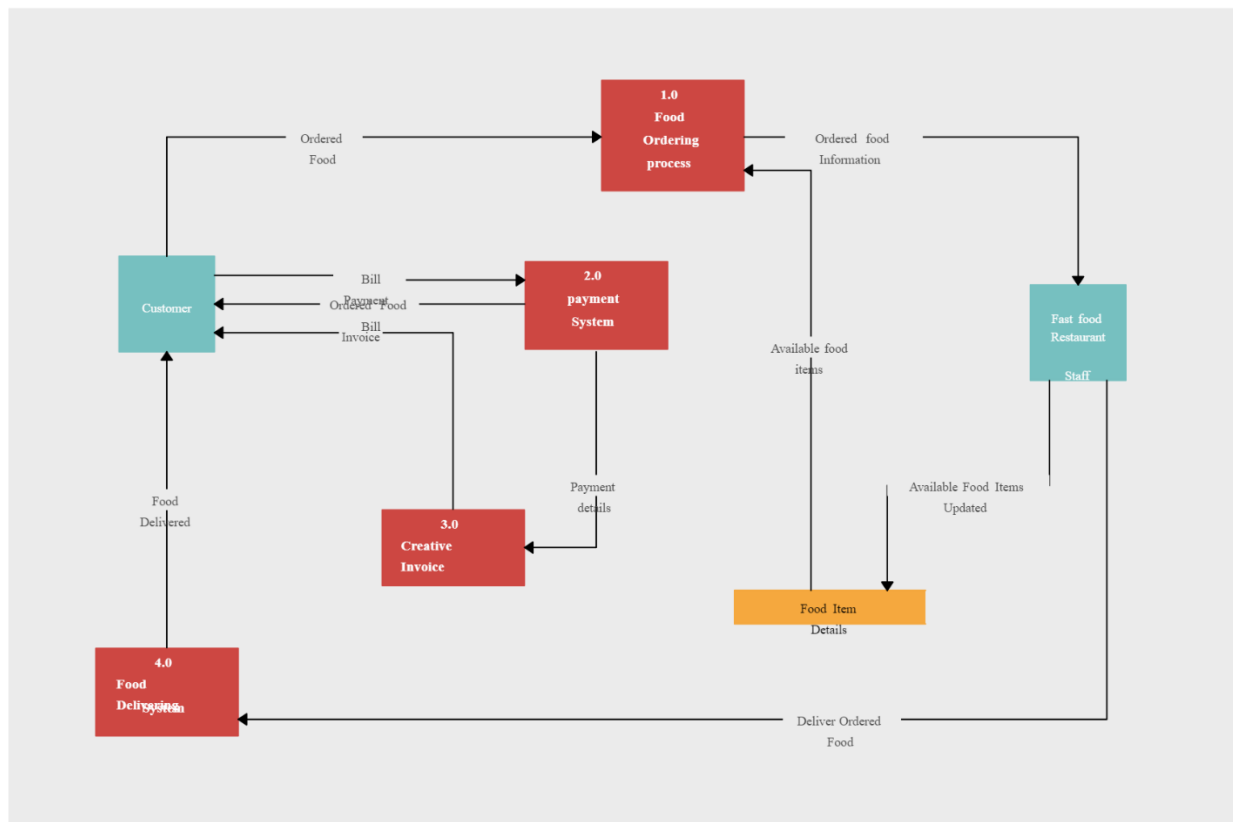 1.0
Food
Ordering
process
Ordered
Food
Ordered food
Information
Customer
Bill
Payment
Ordered Food
Bill
Invoice
2.0
payment
System
Fast food
Restaurant
Staff
Available food
items
Food
Delivered
Payment
details
Available Food Items
Updated
3.0
Creative
Invoice
Food Item
Details
4.0
Food
Delivering
System
Deliver Ordered
Food